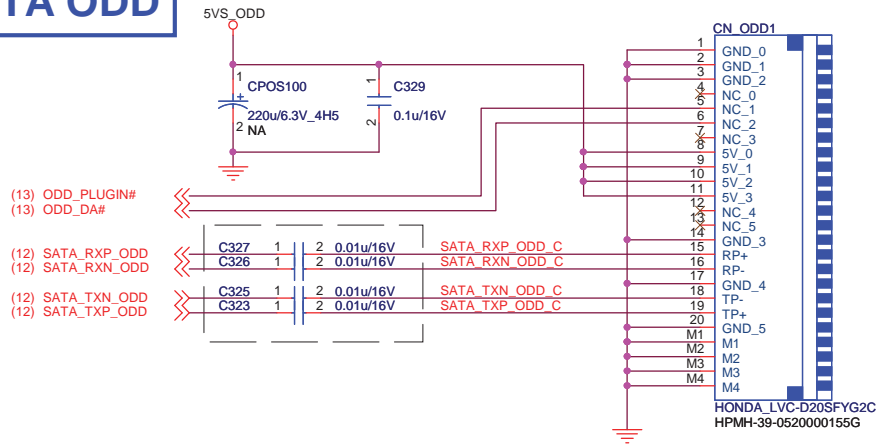 TA ODD
5VS_ODD
CN_ODD1
1 CPOS100
220u/6.3V_4H5
2 NA
1 C329
0.1u/16V
2
1 GND_0
2 GND_1
3 GND_2
4 NC_0
5 NC_1
6 NC_2
7 NC_3
8 5V_0
9 5V_1
10 5V_2
11 5V_3
12 NC_4
13 NC_5
14 GND_3
15 RP+
16 RP-
17 GND_4
18 TP-
19 TP+
20 GND_5
M1 M1
M2 M2
M3 M3
M4 M4
(13) ODD_PLUGIN#
(13) ODD_DA#
(12) SATA_RXP_ODD C327 1 2 0.01u/16V SATA_RXP_ODD_C
(12) SATA_RXN_ODD C326 1 2 0.01u/16V SATA_RXN_ODD_C
(12) SATA_TXN_ODD C325 1 2 0.01u/16V SATA_TXN_ODD_C
(12) SATA_TXP_ODD C323 1 2 0.01u/16V SATA_TXP_ODD_C
HONDA_LVC-D20SFYG2C
HPMH-39-0520000155G